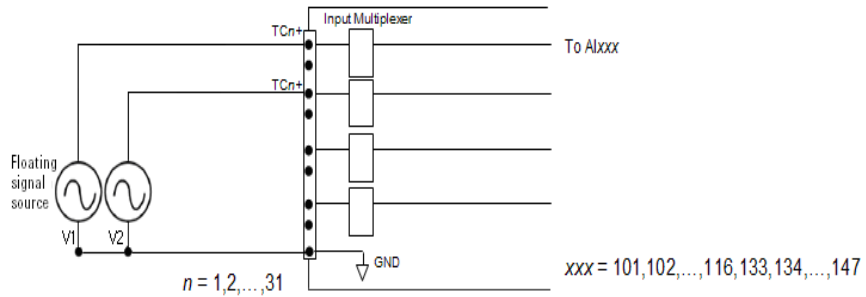 Input Multiplexer
TCn+
To AIxxx
TCn+
Floating
signal
source
V1
V2
GND
n = 1,2,...,31
xxx = 101,102,...,116,133,134,...,147